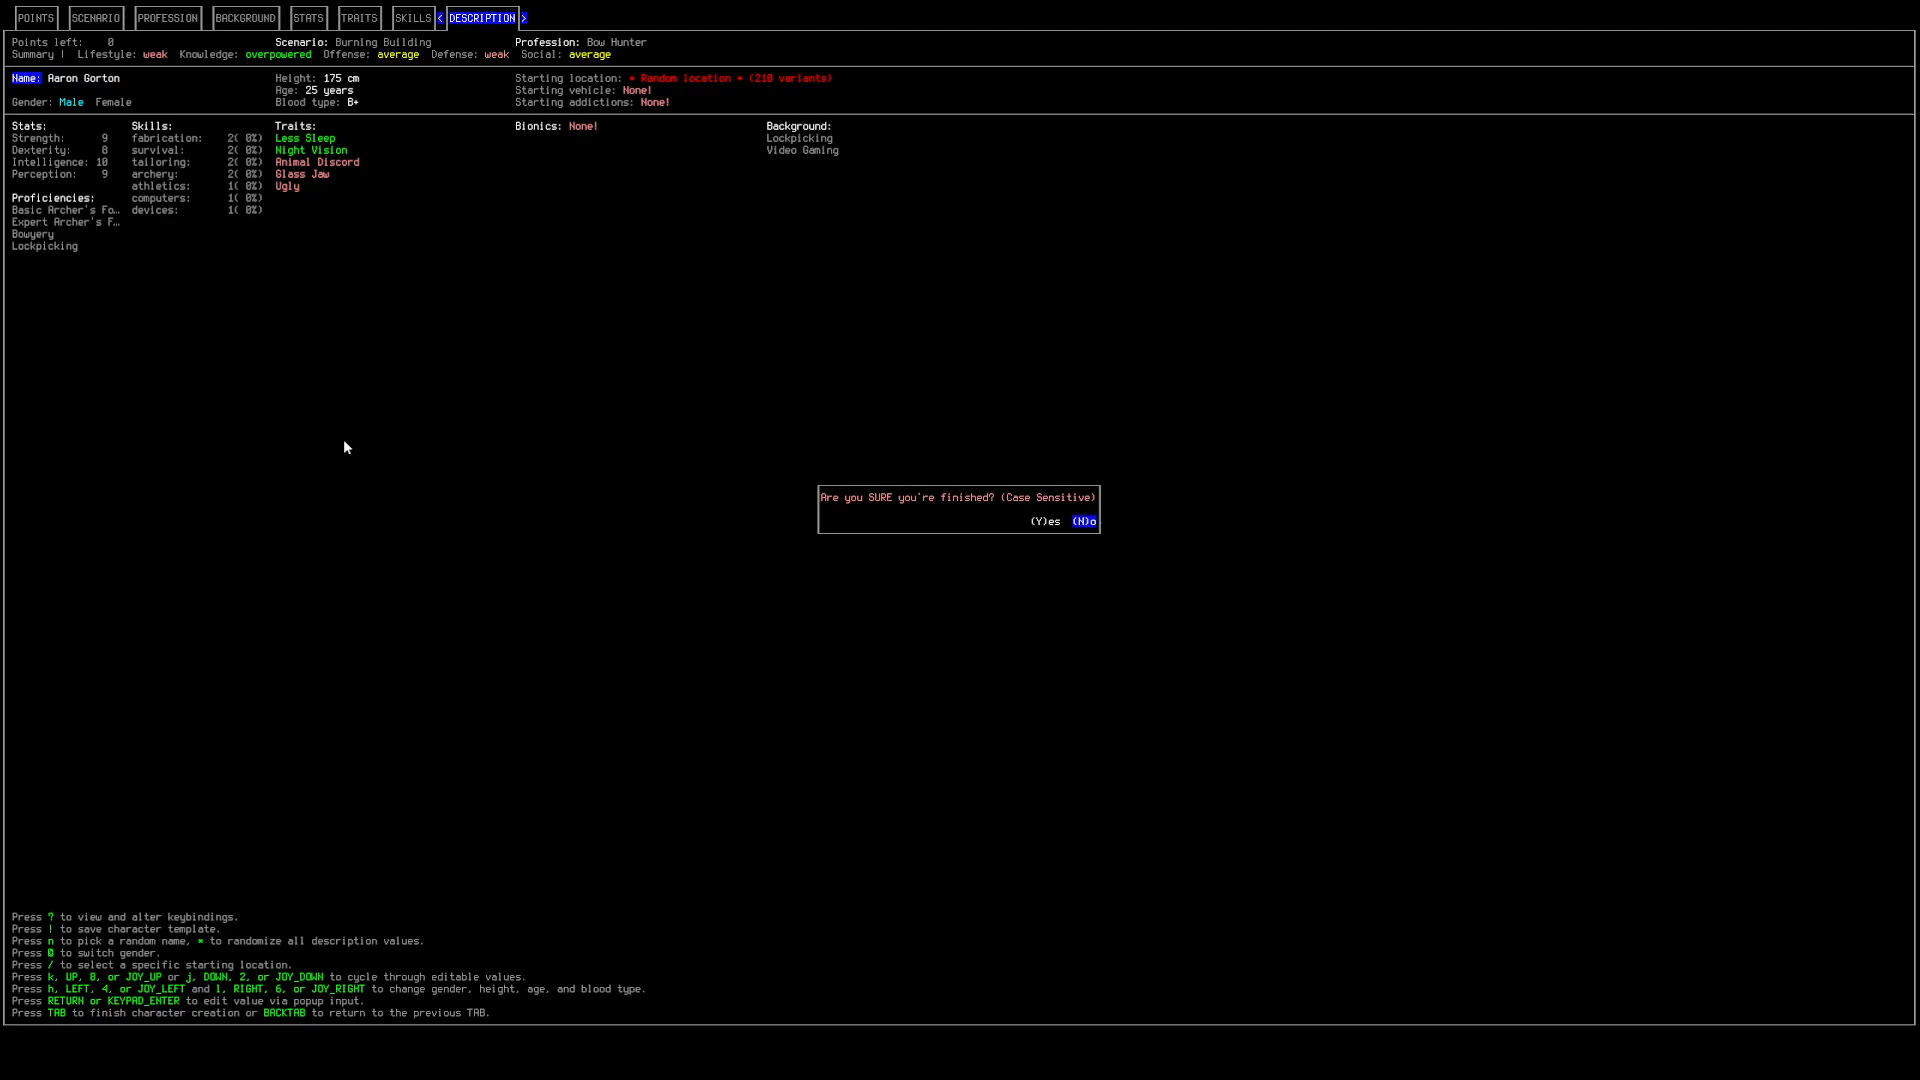 POINTS SCENARIO PROFESSION BACKGROUND STATS TRAITS SKILLS < DESCRIPTION >
Points left: 0 Scenario: Burning Building Profession: Bow Hunter
Summary | Lifestyle: weak Knowledge: overpowered Offense: average Defense: weak Social: average
Name: Aaron Gorton Height: 175 cm Starting location: * Random location * (210 variants)
Age: 25 years Starting vehicle: None!
Gender: Male Female Blood type: B+ Starting addictions: None!
Stats: Skills: Traits: Bionics: None! Background:
Strength: 9 fabrication: 2( 0%) Less Sleep Lockpicking
Dexterity: 8 survival: 2( 0%) Night Vision Video Gaming
Intelligence: 10 tailoring: 2( 0%) Animal Discord
Perception: 9 archery: 2( 0%) Glass Jaw
athletics: 1( 0%) Ugly
Proficiencies: computers: 1( 0%)
Basic Archer's Fo… devices: 1( 0%)
Expert Archer's F…
Bowyery
Lockpicking
Are you SURE you're finished? (Case Sensitive)
(Y)es (N)o
Press ? to view and alter keybindings.
Press ! to save character template.
Press n to pick a random name, * to randomize all description values.
Press @ to switch gender.
Press / to select a specific starting location.
Press k, UP, 8, or JOY_UP or j, DOWN, 2, or JOY_DOWN to cycle through editable values.
Press h, LEFT, 4, or JOY_LEFT and l, RIGHT, 6, or JOY_RIGHT to change gender, height, age, and blood type.
Press RETURN or KEYPAD_ENTER to edit value via popup input.
Press TAB to finish character creation or BACKTAB to return to the previous TAB.